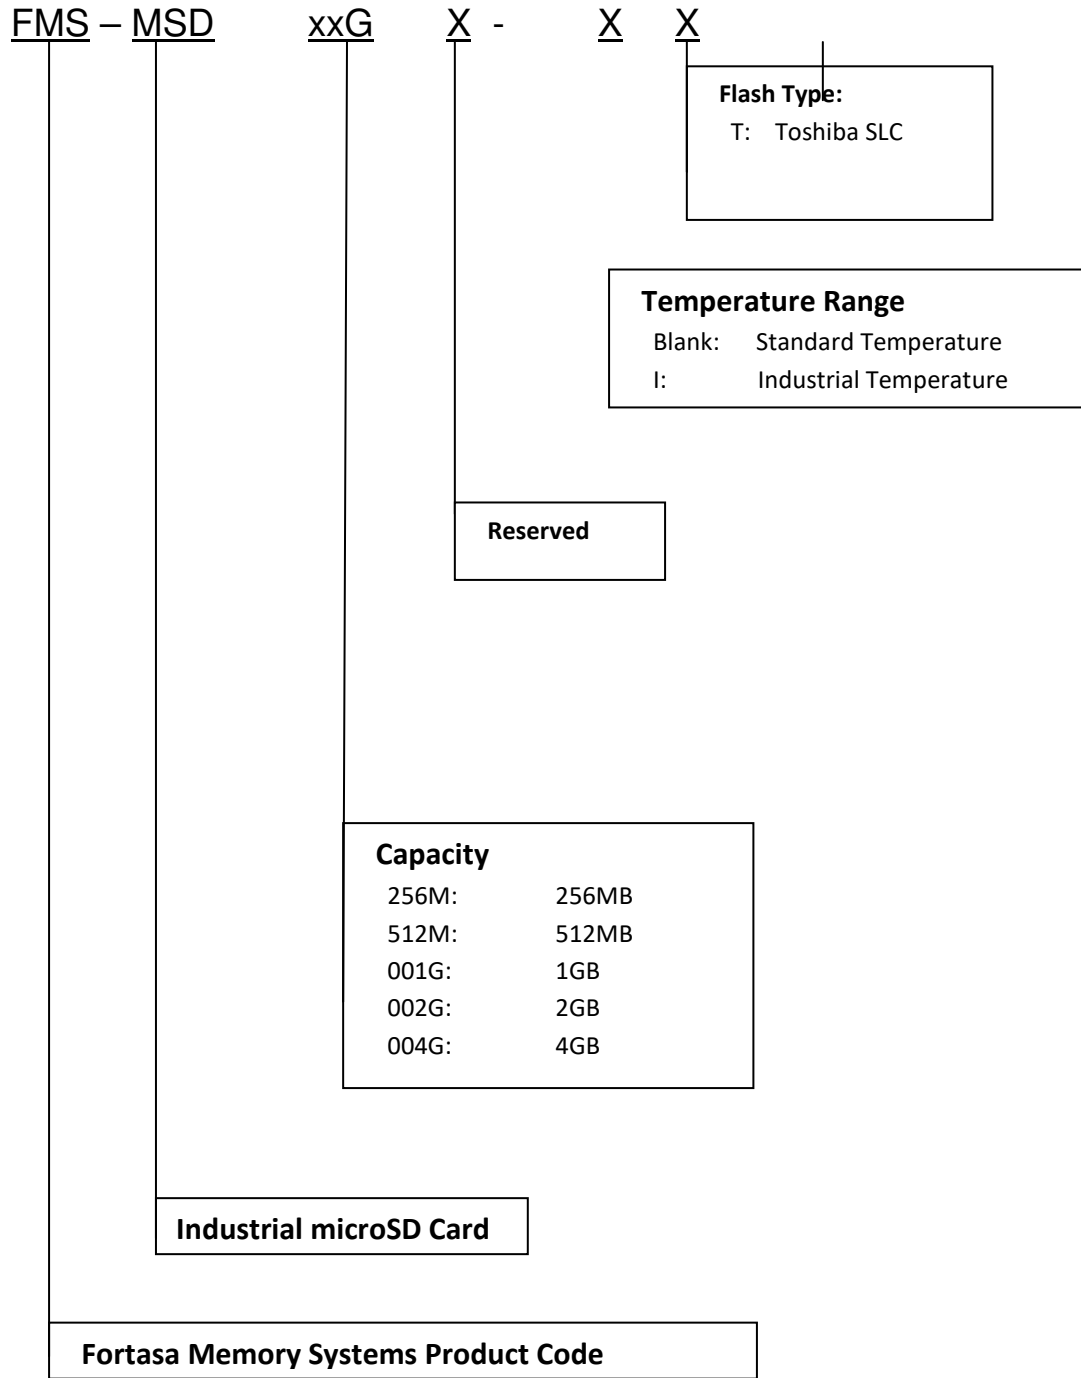 FMS – MSD xxG X - X X
Flash Type:
T: Toshiba SLC
Temperature Range
Blank: Standard Temperature
I: Industrial Temperature
Reserved
Capacity
256M: 256MB
512M: 512MB
001G: 1GB
002G: 2GB
004G: 4GB
Industrial microSD Card
Fortasa Memory Systems Product Code